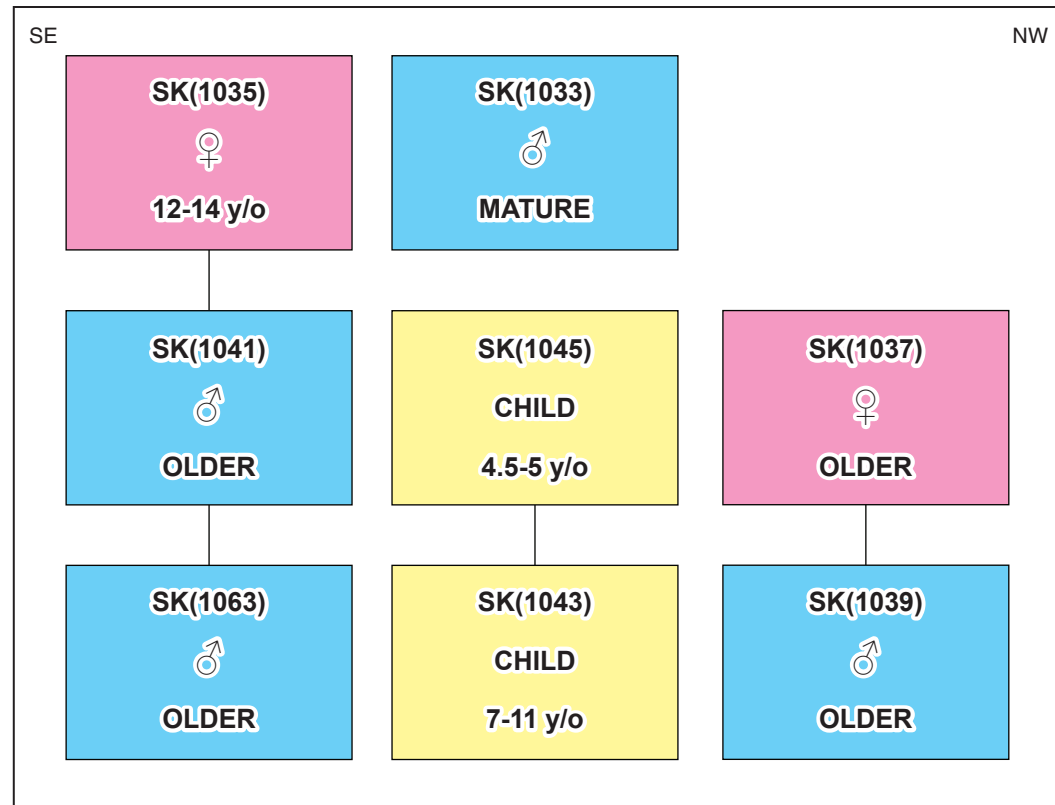 SE
NW
SK(1035)
♀
12-14 y/o
SK(1033)
♂
MATURE
SK(1041)
♂
OLDER
SK(1045)
CHILD
4.5-5 y/o
SK(1037)
♀
OLDER
SK(1063)
♂
OLDER
SK(1043)
CHILD
7-11 y/o
SK(1039)
♂
OLDER